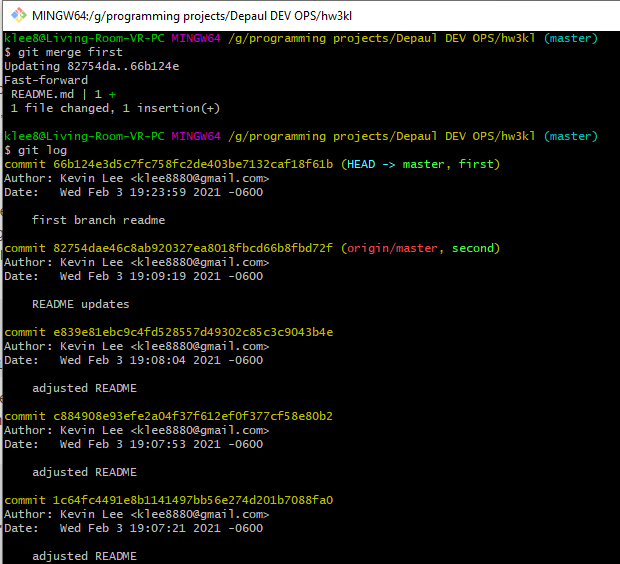 MINGW64:/g/programming projects/Depaul DEV OPS/hw3kl
klee8@Living-Room-VR-PC MINGW64 /g/programming projects/Depaul DEV OPS/hw3kl (master)
$ git merge first
Updating 82754da..66b124e
Fast-forward
 README.md | 1 +
 1 file changed, 1 insertion(+)

klee8@Living-Room-VR-PC MINGW64 /g/programming projects/Depaul DEV OPS/hw3kl (master)
$ git log
commit 66b124e3d5c7fc758fc2de403be7132caf18f61b (HEAD -> master, first)
Author: Kevin Lee <klee8880@gmail.com>
Date:   Wed Feb 3 19:23:59 2021 -0600

    first branch readme

commit 82754dae46c8ab920327ea8018fbcd66b8fbd72f (origin/master, second)
Author: Kevin Lee <klee8880@gmail.com>
Date:   Wed Feb 3 19:09:19 2021 -0600

    README updates

commit e839e81ebc9c4fd528557d49302c85c3c9043b4e
Author: Kevin Lee <klee8880@gmail.com>
Date:   Wed Feb 3 19:08:04 2021 -0600

    adjusted README

commit c884908e93efe2a04f37f612ef0f377cf58e80b2
Author: Kevin Lee <klee8880@gmail.com>
Date:   Wed Feb 3 19:07:53 2021 -0600

    adjusted README

commit 1c64fc4491e8b1141497bb56e274d201b7088fa0
Author: Kevin Lee <klee8880@gmail.com>
Date:   Wed Feb 3 19:07:21 2021 -0600

    adjusted README